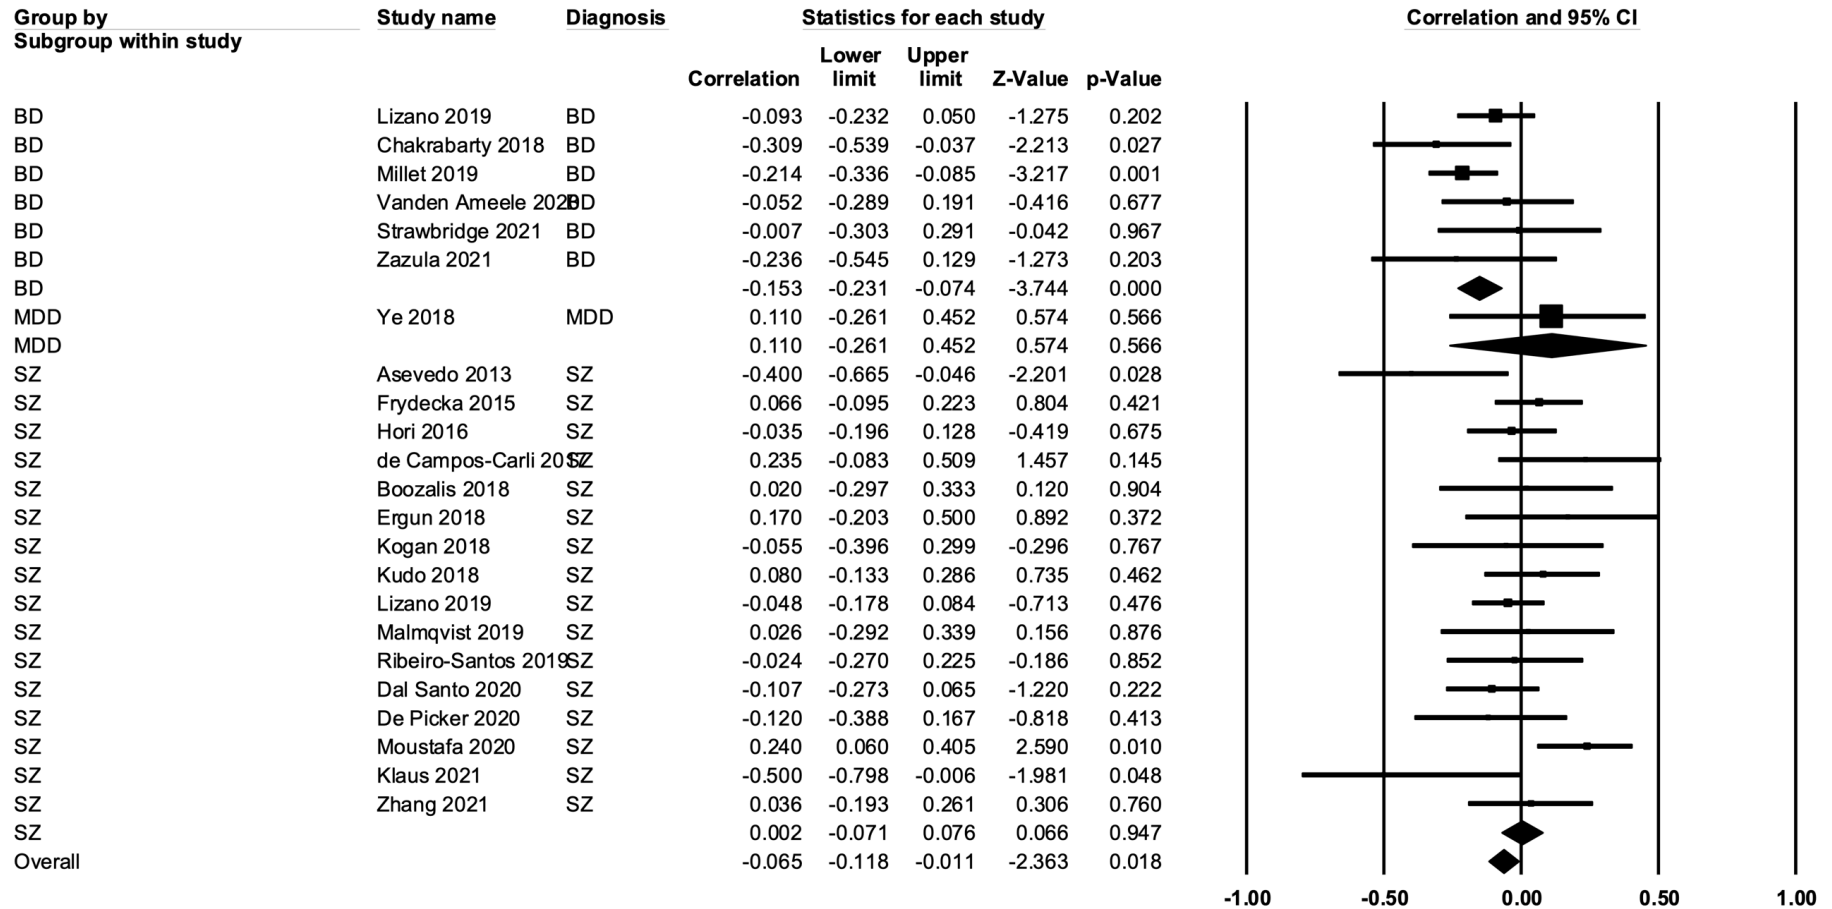 Group by Study name Diagnosis Statistics for each study Correlation and 95% CI
Subgroup within study
Lower Upper
Correlation limit limit Z-Value p-Value
BD Lizano 2019 BD -0.093 -0.232 0.050 -1.275 0.202
BD Chakrabarty 2018 BD -0.309 -0.539 -0.037 -2.213 0.027
BD Millet 2019 BD -0.214 -0.336 -0.085 -3.217 0.001
BD Vanden Ameele 2020 BD -0.052 -0.289 0.191 -0.416 0.677
BD Strawbridge 2021 BD -0.007 -0.303 0.291 -0.042 0.967
BD Zazula 2021 BD -0.236 -0.545 0.129 -1.273 0.203
BD -0.153 -0.231 -0.074 -3.744 0.000
MDD Ye 2018 MDD 0.110 -0.261 0.452 0.574 0.566
MDD 0.110 -0.261 0.452 0.574 0.566
SZ Asevedo 2013 SZ -0.400 -0.665 -0.046 -2.201 0.028
SZ Frydecka 2015 SZ 0.066 -0.095 0.223 0.804 0.421
SZ Hori 2016 SZ -0.035 -0.196 0.128 -0.419 0.675
SZ de Campos-Carli 2017 SZ 0.235 -0.083 0.509 1.457 0.145
SZ Boozalis 2018 SZ 0.020 -0.297 0.333 0.120 0.904
SZ Ergun 2018 SZ 0.170 -0.203 0.500 0.892 0.372
SZ Kogan 2018 SZ -0.055 -0.396 0.299 -0.296 0.767
SZ Kudo 2018 SZ 0.080 -0.133 0.286 0.735 0.462
SZ Lizano 2019 SZ -0.048 -0.178 0.084 -0.713 0.476
SZ Malmqvist 2019 SZ 0.026 -0.292 0.339 0.156 0.876
SZ Ribeiro-Santos 2019 SZ -0.024 -0.270 0.225 -0.186 0.852
SZ Dal Santo 2020 SZ -0.107 -0.273 0.065 -1.220 0.222
SZ De Picker 2020 SZ -0.120 -0.388 0.167 -0.818 0.413
SZ Moustafa 2020 SZ 0.240 0.060 0.405 2.590 0.010
SZ Klaus 2021 SZ -0.500 -0.798 -0.006 -1.981 0.048
SZ Zhang 2021 SZ 0.036 -0.193 0.261 0.306 0.760
SZ 0.002 -0.071 0.076 0.066 0.947
Overall -0.065 -0.118 -0.011 -2.363 0.018
-1.00 -0.50 0.00 0.50 1.00